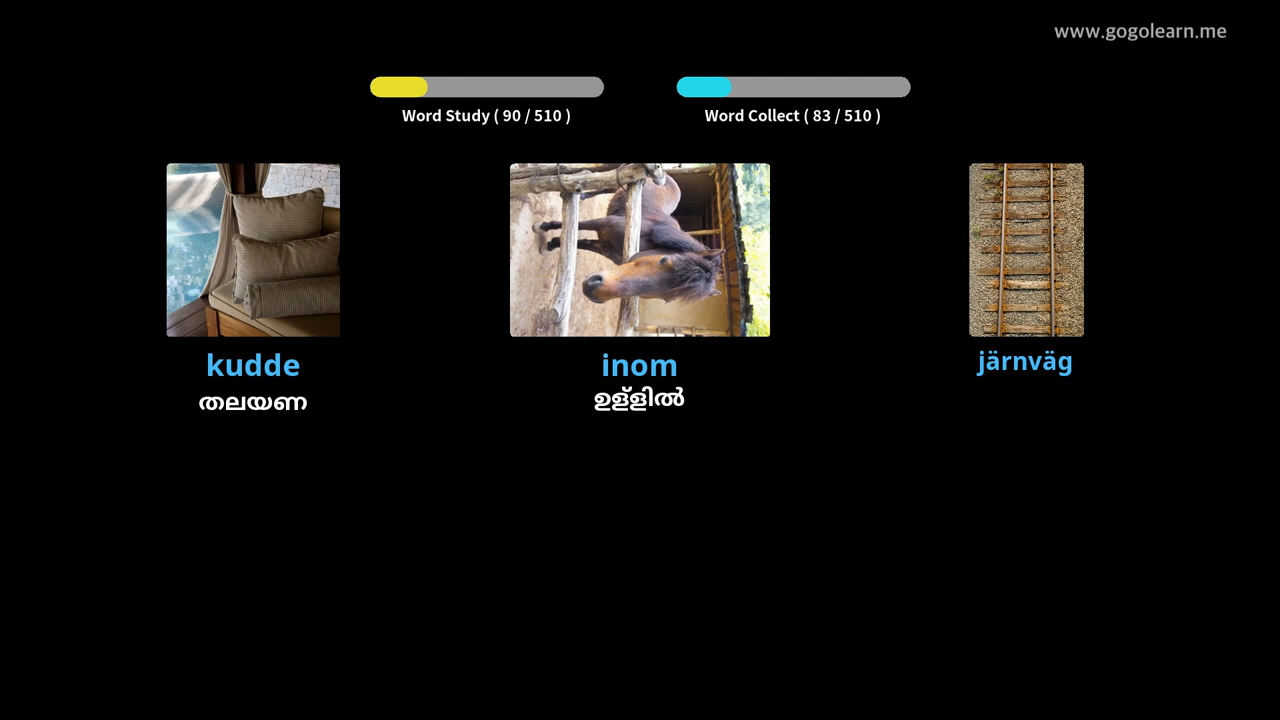 www.gogolearn.me
Word Study ( 90 / 510 )
Word Collect ( 83 / 510 )
kudde
തലയണ
inom
ഉള്ളിൽ
järnväg